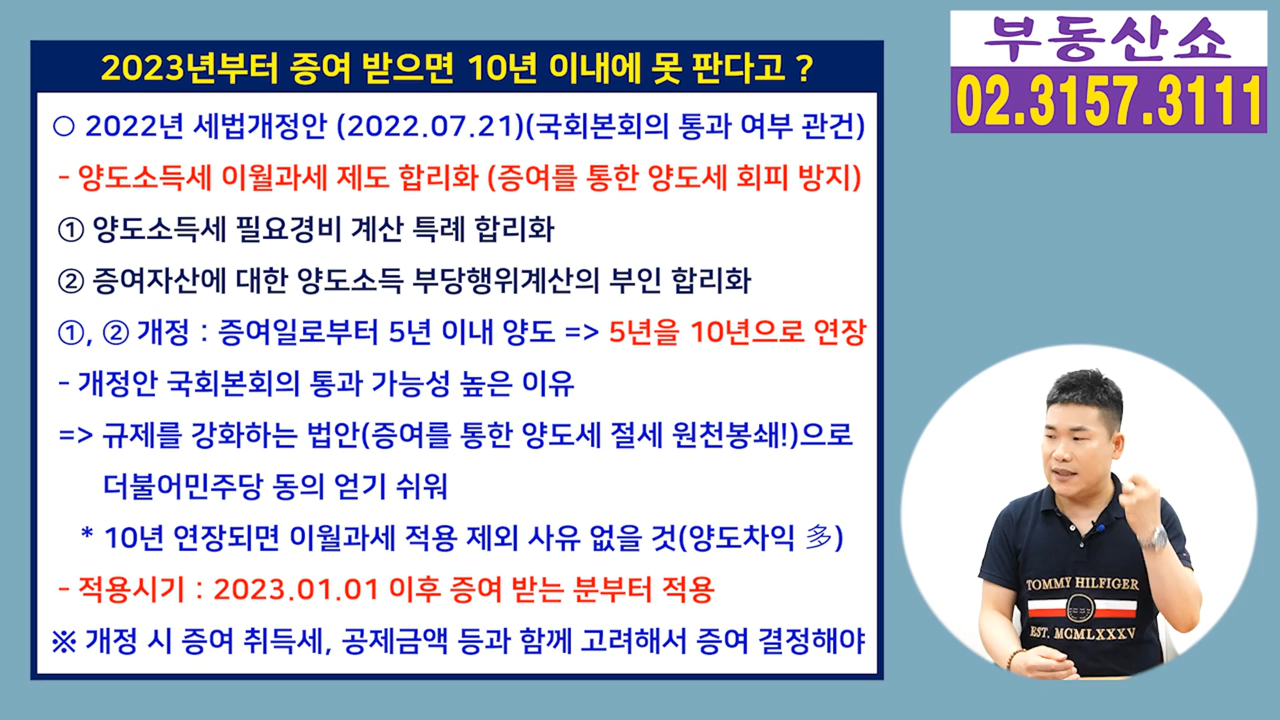 2023년부터 증여 받으면 10년 이내에 못 판다고 ?
○ 2022년 세법개정안 (2022.07.21)(국회본회의 통과 여부 관건)
- 양도소득세 이월과세 제도 합리화 (증여를 통한 양도세 회피 방지)
① 양도소득세 필요경비 계산 특례 합리화
② 증여자산에 대한 양도소득 부당행위계산의 부인 합리화
①, ② 개정 : 증여일로부터 5년 이내 양도 => 5년을 10년으로 연장
- 개정안 국회본회의 통과 가능성 높은 이유
=> 규제를 강화하는 법안(증여를 통한 양도세 절세 원천봉쇄!)으로
더불어민주당 동의 얻기 쉬워
* 10년 연장되면 이월과세 적용 제외 사유 없을 것(양도차익 多)
- 적용시기 : 2023.01.01 이후 증여 받는 분부터 적용
※ 개정 시 증여 취득세, 공제금액 등과 함께 고려해서 증여 결정해야
부동산쇼
02.3157.3111
TOMMY HILFIGER
EST. MCMLXXXV